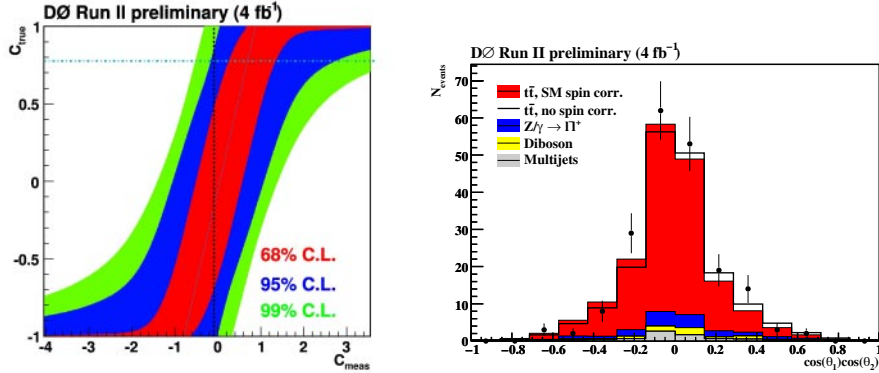 DØ Run II preliminary (4 fb⁻¹)
C_true
1
0.5
0
-0.5
-1
68% C.L.
95% C.L.
99% C.L.
-4 -3 -2 -1 0 1 2 3
C_meas
DØ Run II preliminary (4 fb⁻¹)
N_events
70
60
50
40
30
20
10
0
tt̄, SM spin corr.
tt̄, no spin corr.
Z/γ → l⁺l⁺
Diboson
Multijets
-1 -0.8 -0.6 -0.4 -0.2 0 0.2 0.4 0.6 0.8 1
cos(θ₁)cos(θ₂)